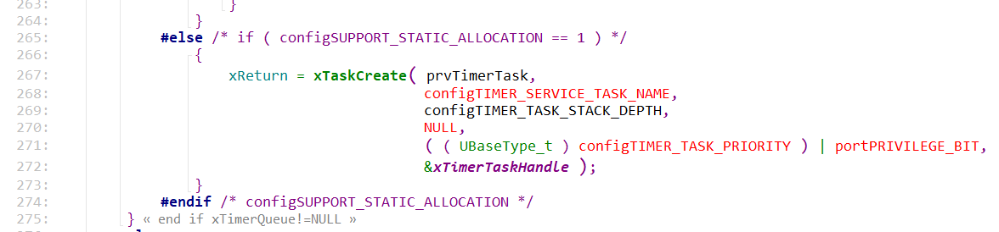 263: }
264: }
265: #else /* if ( configSUPPORT_STATIC_ALLOCATION == 1 ) */
266: {
267: xReturn = xTaskCreate( prvTimerTask,
268: configTIMER_SERVICE_TASK_NAME,
269: configTIMER_TASK_STACK_DEPTH,
270: NULL,
271: ( ( UBaseType_t ) configTIMER_TASK_PRIORITY ) | portPRIVILEGE_BIT,
272: &xTimerTaskHandle );
273: }
274: #endif /* configSUPPORT_STATIC_ALLOCATION */
275: } « end if xTimerQueue!=NULL »